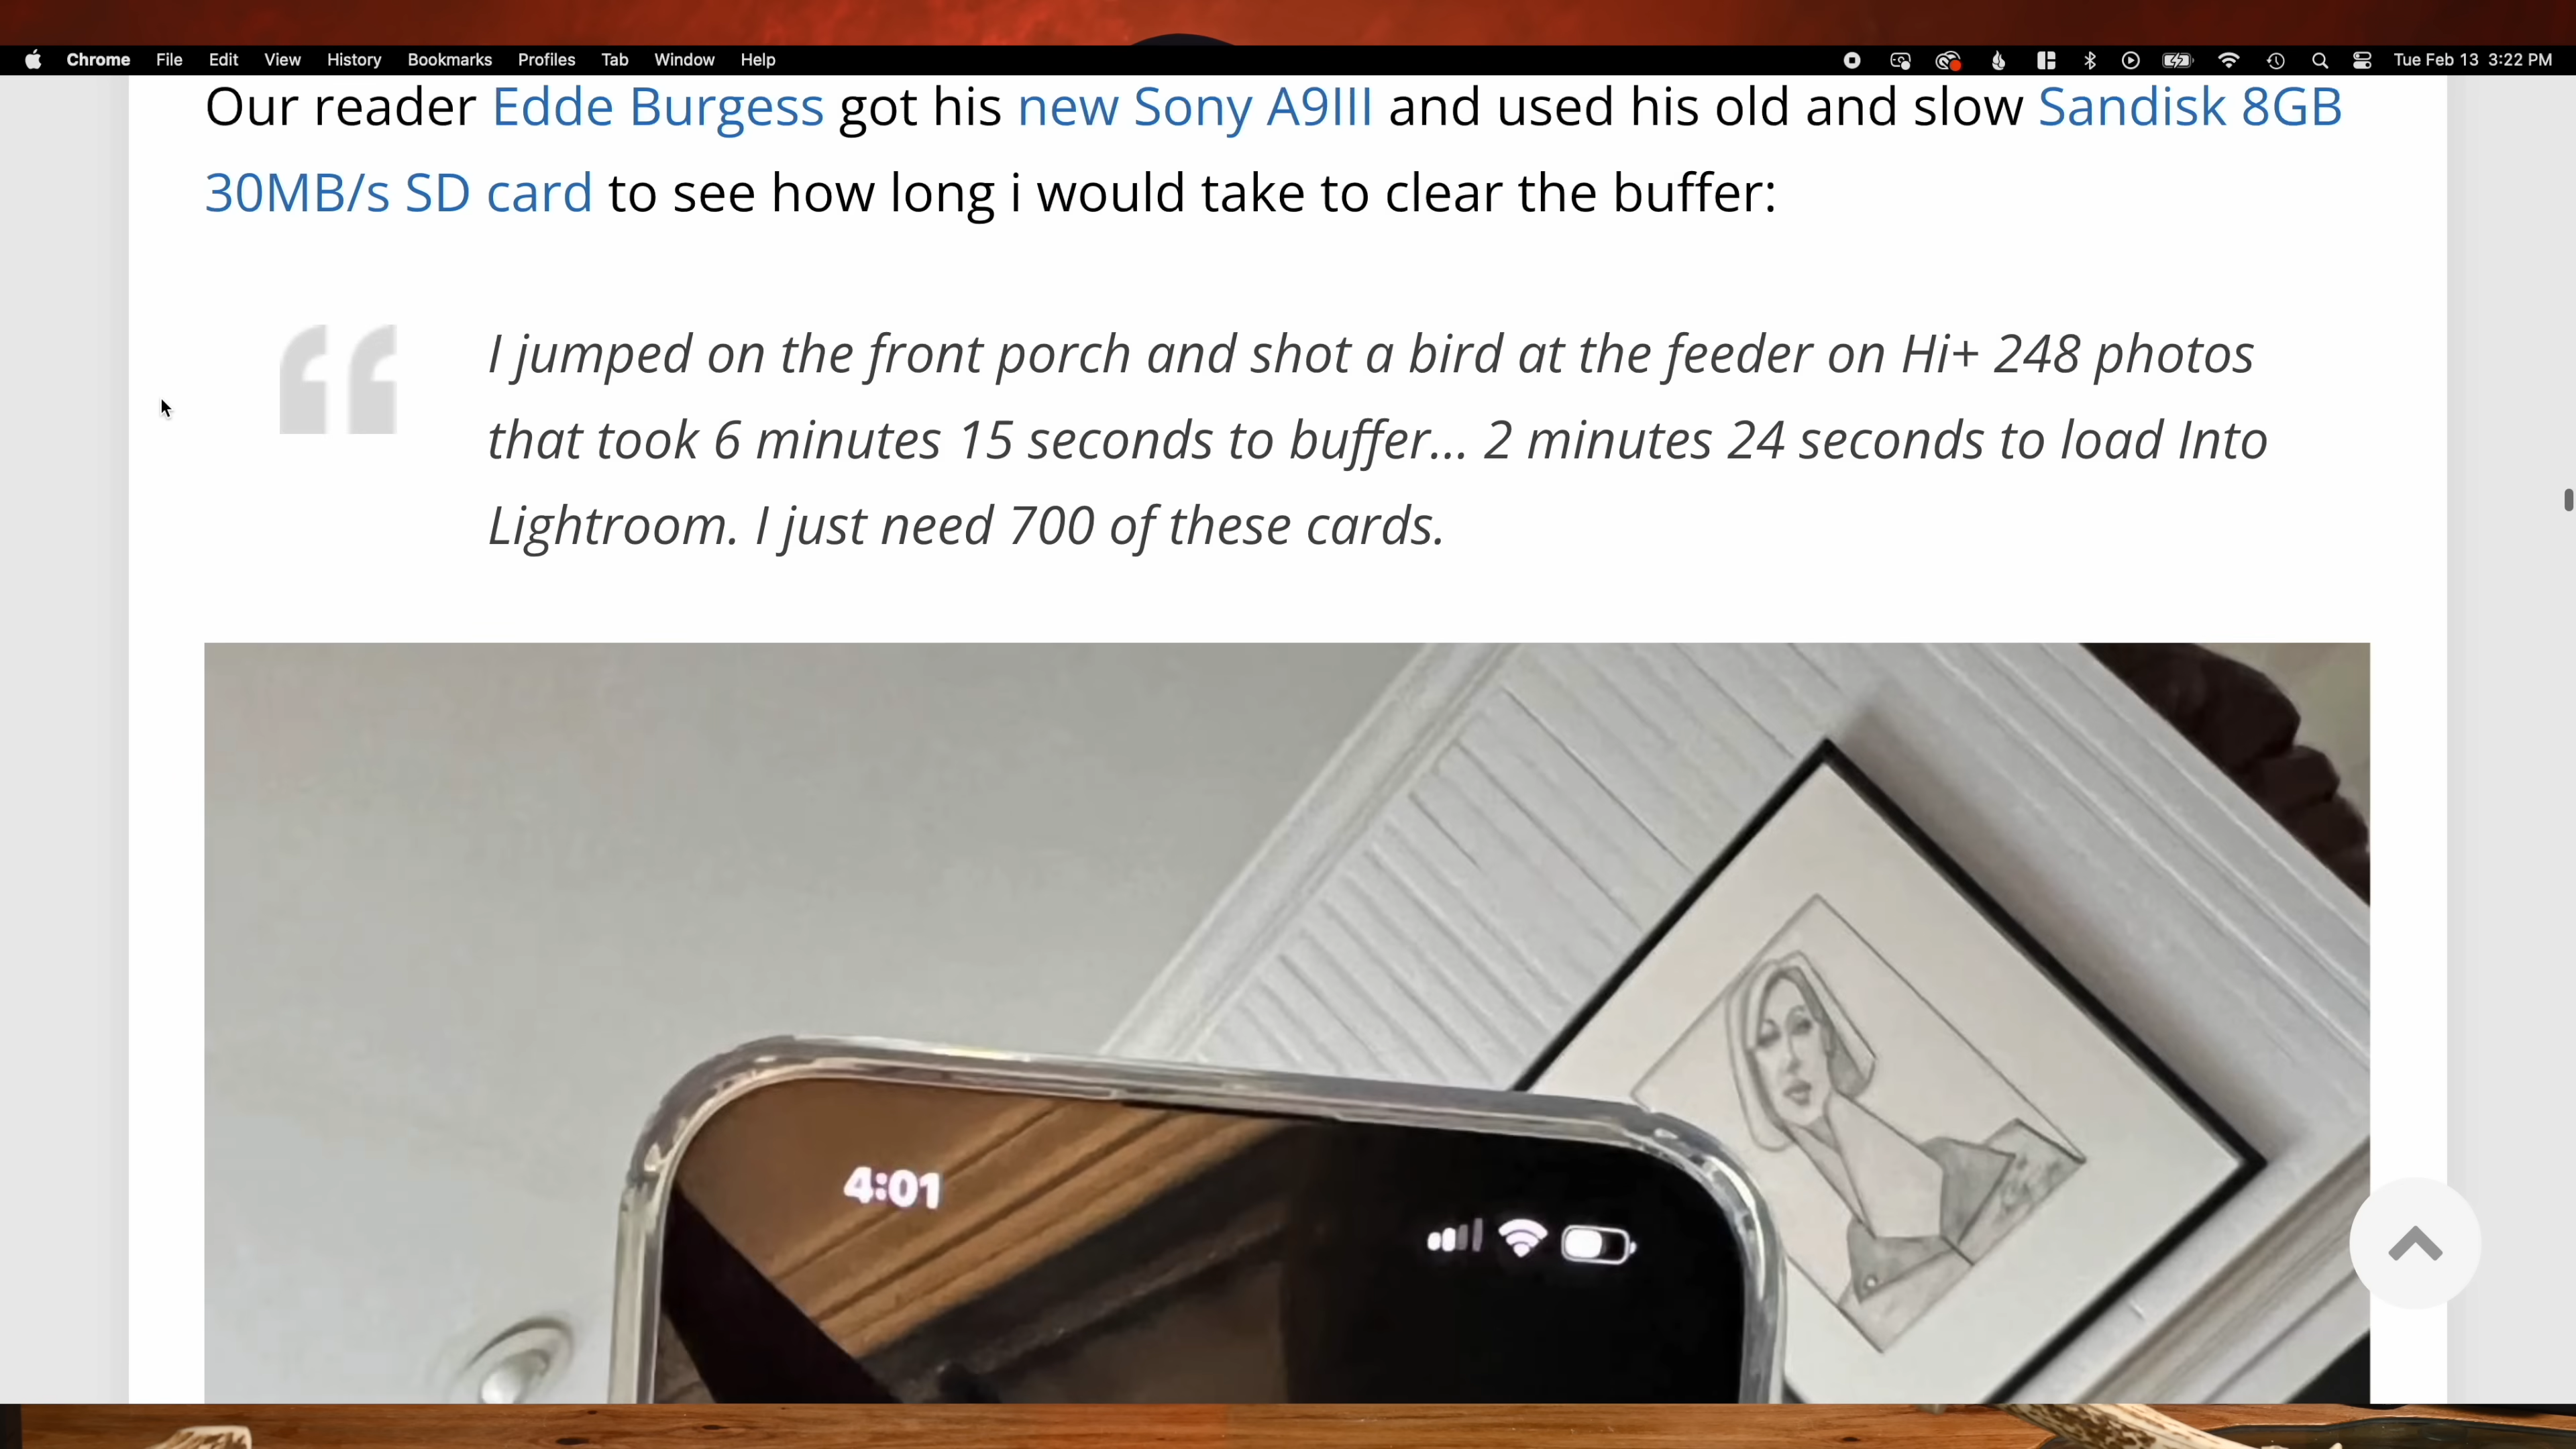 Chrome File Edit View History Bookmarks Profiles Tab Window Help Tue Feb 13 3:22 PM
Our reader Edde Burgess got his new Sony A9III and used his old and slow Sandisk 8GB
30MB/s SD card to see how long i would take to clear the buffer:
I jumped on the front porch and shot a bird at the feeder on Hi+ 248 photos
that took 6 minutes 15 seconds to buffer... 2 minutes 24 seconds to load Into
Lightroom. I just need 700 of these cards.
4:01